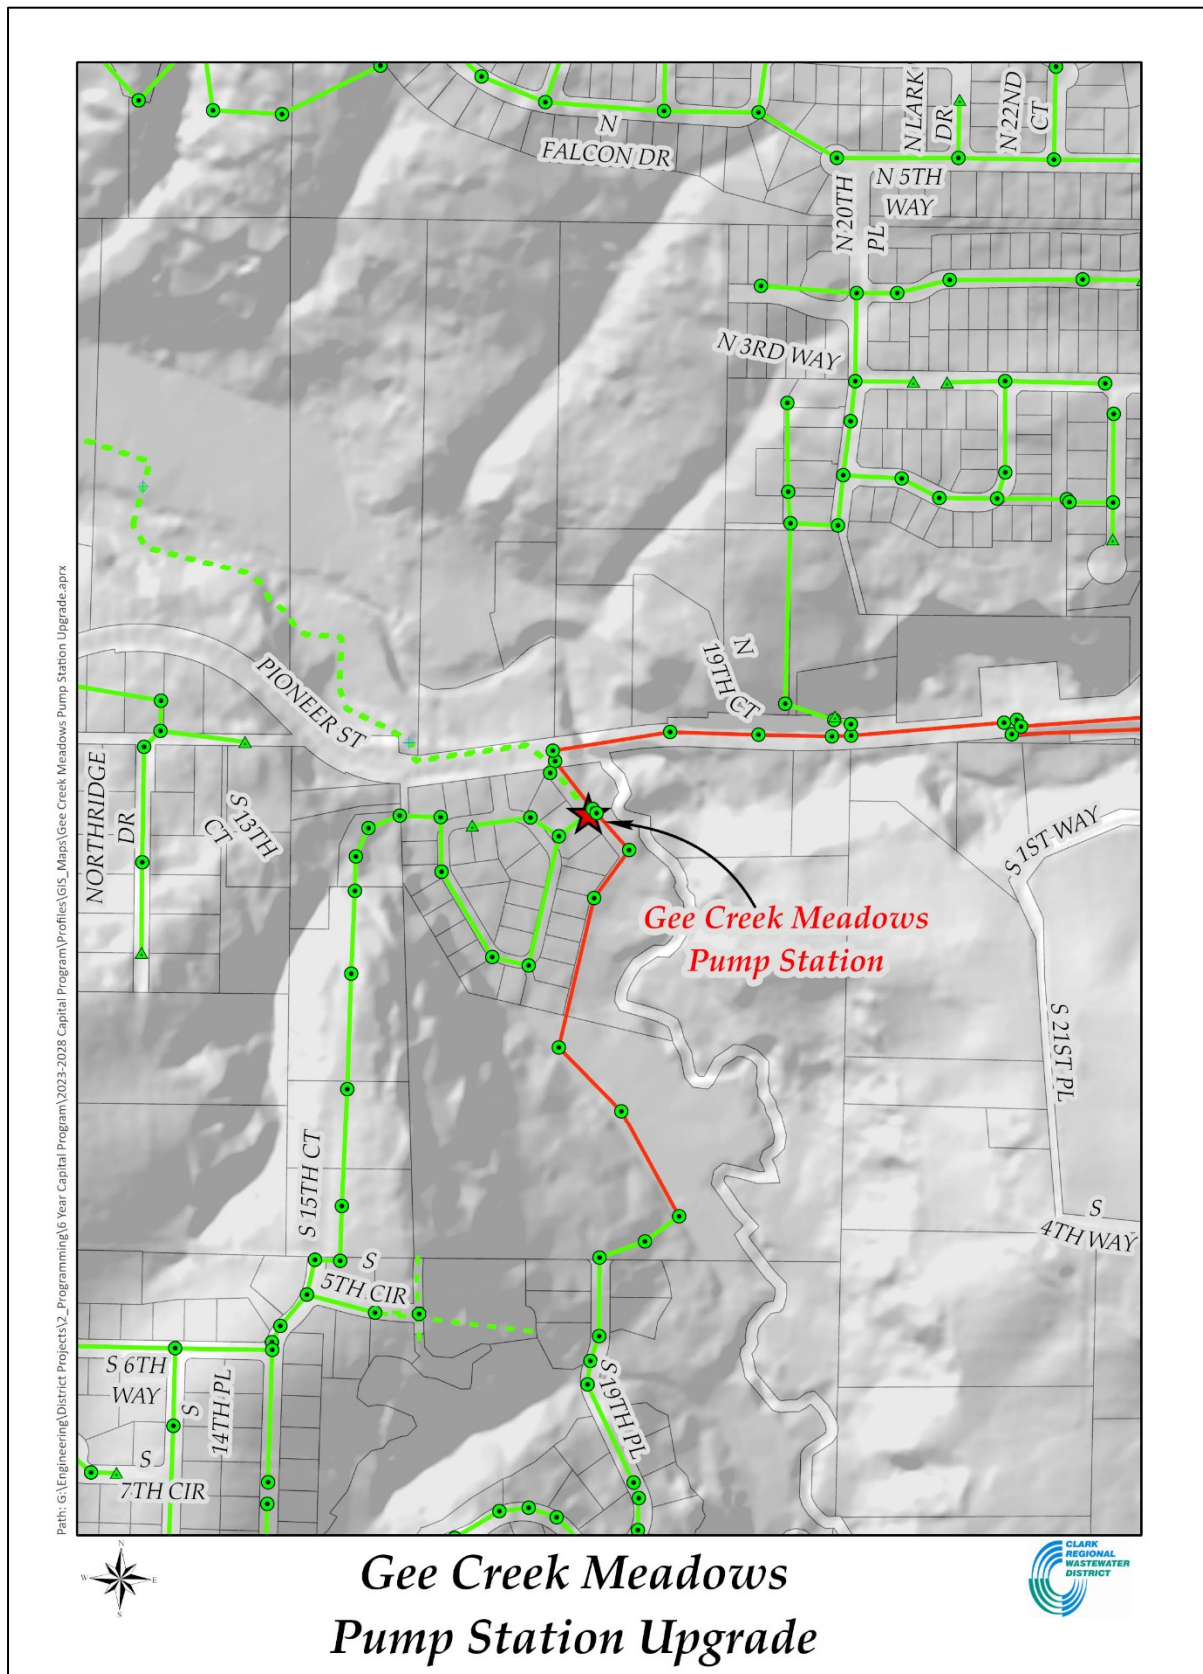 N
FALCON DR
N LARK
DR
N 22ND
CT
N 5TH
WAY
N 20TH
PL
N 3RD WAY
N
19TH CT
PIONEER ST
NORTHRIDGE
DR
S 13TH
CT
S 1ST WAY
Gee Creek Meadows
Pump Station
S 21ST PL
S 15TH CT
S
4TH WAY
S
5TH CIR
S 6TH
WAY
S
14TH PL
S 19TH PL
S
7TH CIR
Path: G:\Engineering\District Projects\2_Programming\6 Year Capital Program\2023-2028 Capital Program\Profiles\GIS_Maps\Gee Creek Meadows Pump Station Upgrade.aprx
N
W
E
S
Gee Creek Meadows
Pump Station Upgrade
CLARK
REGIONAL
WASTEWATER
DISTRICT